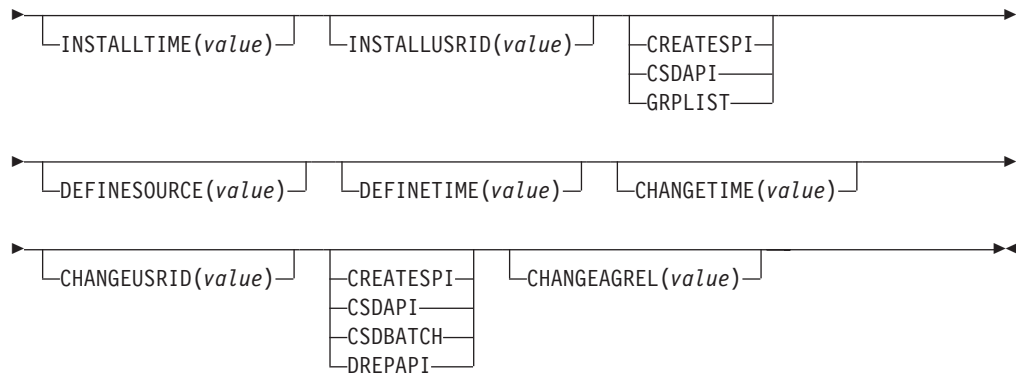 INSTALLTIME(value) INSTALLUSRID(value) CREATESPI
CSDAPI
GRPLIST
DEFINESOURCE(value) DEFINETIME(value) CHANGETIME(value)
CHANGEUSRID(value) CREATESPI CHANGEAGREL(value)
CSDAPI
CSDBATCH
DREPAPI